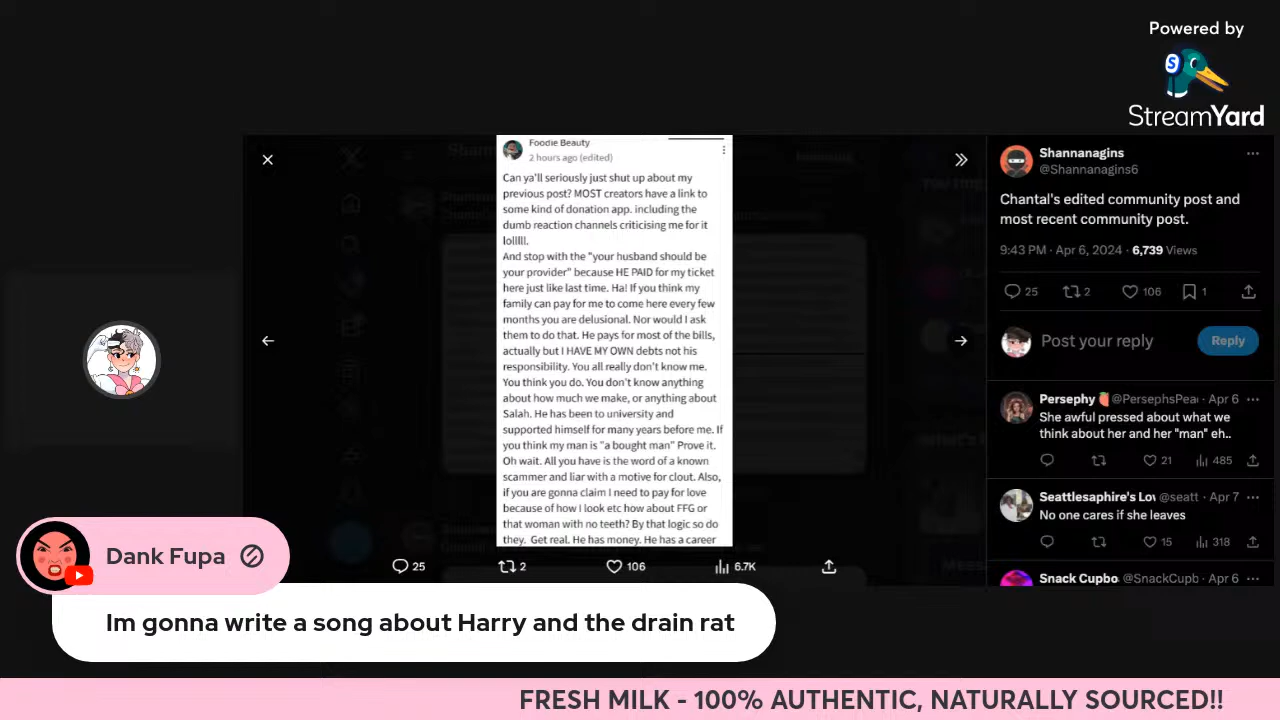 Powered by
StreamYard
Foodie Beauty
2 hours ago (edited)
Can ya'll seriously just shut up about my
previous post? MOST creators have a link to
some kind of donation app. including the
dumb reaction channels criticising me for it
lolllll.
And stop with the "your husband should be
your provider" because HE PAID for my ticket
here just like last time. Ha! If you think my
family can pay for me to come here every few
months you are delusional. Nor would I ask
them to do that. He pays for most of the bills,
actually but I HAVE MY OWN debts not his
responsibility. You all really don't know me.
You think you do. You don't know anything
about how much we make, or anything about
Salah. He has been to university and
supported himself for many years before me. If
you think my man is "a bought man" Prove it.
Oh wait. All you have is the word of a known
scammer and liar with a motive for clout. Also,
if you are gonna claim I need to pay for love
because of how I look etc how about FFG or
that woman with no teeth? By that logic so do
they. Get real. He has money. He has a career
25
2
106
6.7K
Shannanagins
@Shannanagins6
Chantal's edited community post and
most recent community post.
9:43 PM · Apr 6, 2024 · 6,739 Views
25
2
106
1
Post your reply
Reply
Persephy @PersephsPea · Apr 6
She awful pressed about what we
think about her and her "man" eh..
21
485
Seattlesaphire's Lov @seatt · Apr 7
No one cares if she leaves
15
318
Snack Cupbo @SnackCupb · Apr 6
Dank Fupa
Im gonna write a song about Harry and the drain rat
FRESH MILK - 100% AUTHENTIC, NATURALLY SOURCED!!